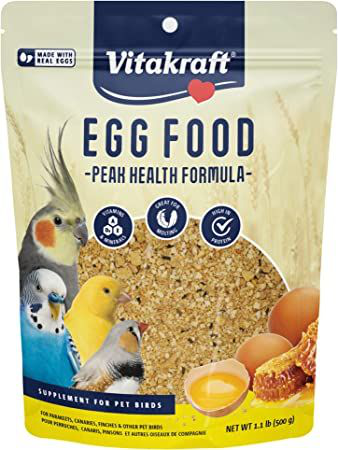 MADE WITH
REAL EGGS
Vitakraft
EGG FOOD
-PEAK HEALTH FORMULA-
VITAMINS
& MINERALS
GREAT FOR
MOLTING
HIGH IN
PROTEIN
SUPPLEMENT FOR PET BIRDS
FOR PARAKEETS, CANARIES, FINCHES & OTHER PET BIRDS
POUR PERRUCHES, CANARIS, PINSONS ET AUTRES OISEAUX DE COMPAGNIE
NET WT 1.1 lb (500 g)